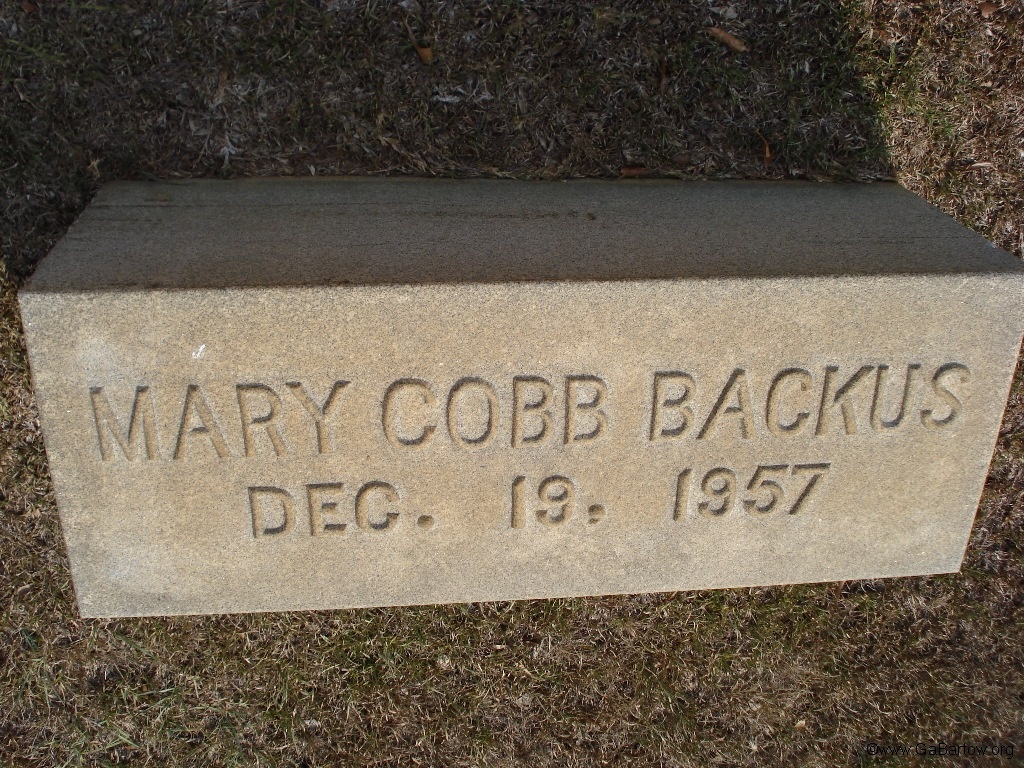 MARY COBB BACKUS
DEC. 19, 1957
©www.GaBartow.org